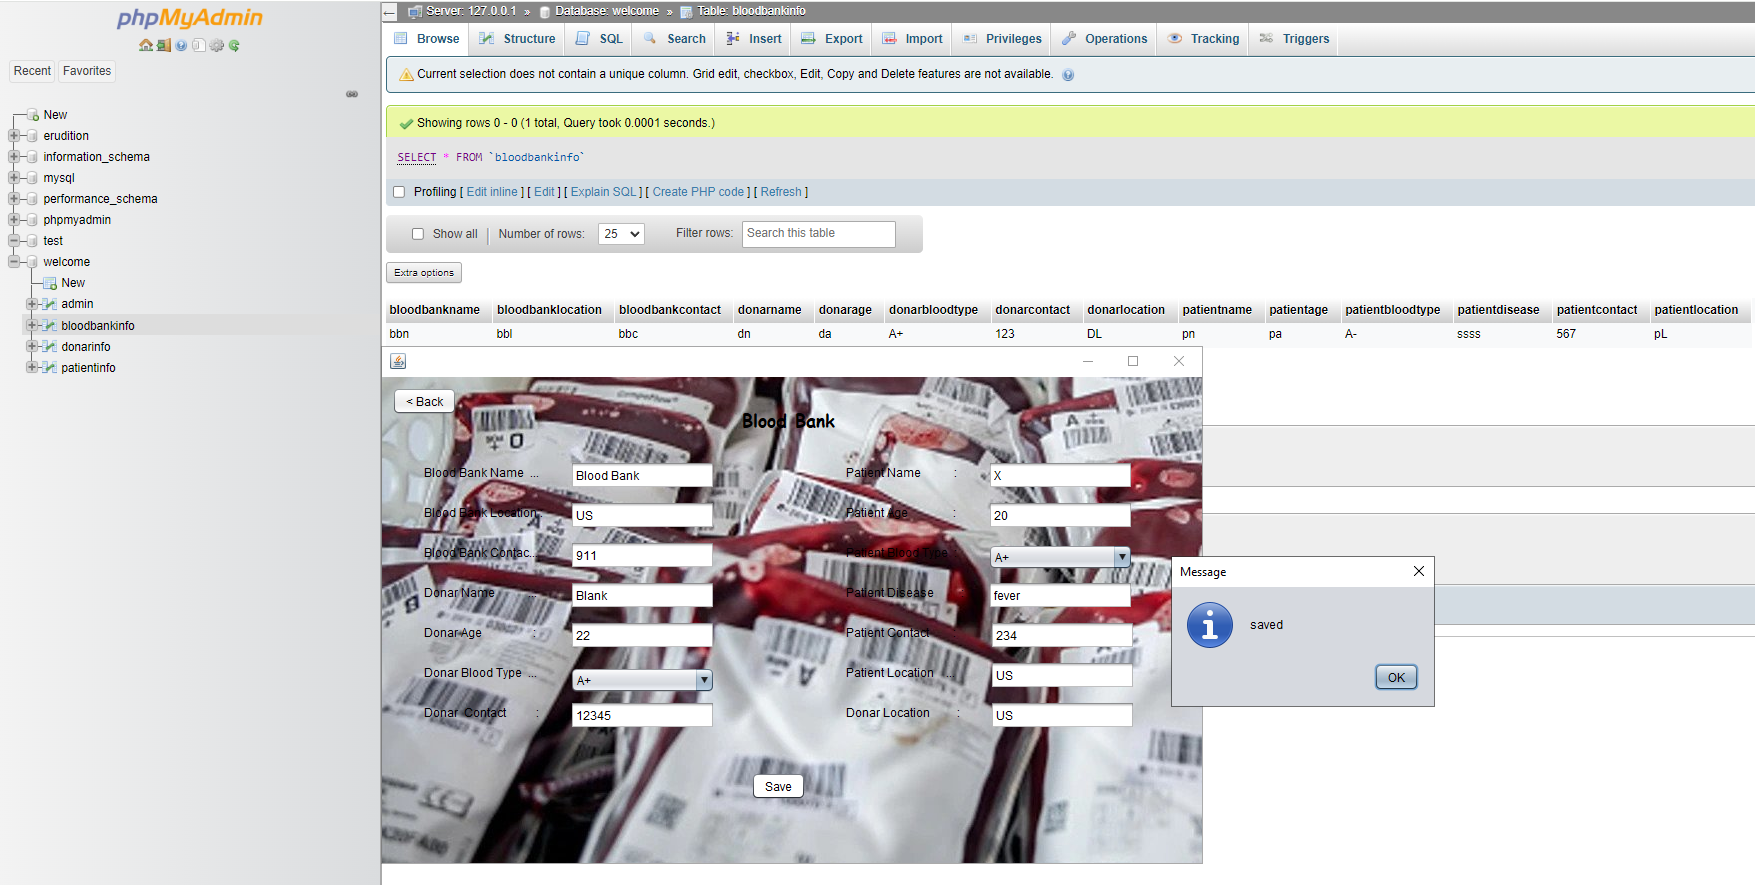 phpMyAdmin
Recent Favorites
New
erudition
information_schema
mysql
performance_schema
phpmyadmin
test
welcome
New
admin
bloodbankinfo
donarinfo
patientinfo
Server: 127.0.0.1 » Database: welcome » Table: bloodbankinfo
Browse Structure SQL Search Insert Export Import Privileges Operations Tracking Triggers
Current selection does not contain a unique column. Grid edit, checkbox, Edit, Copy and Delete features are not available.
Showing rows 0 - 0 (1 total, Query took 0.0001 seconds.)
SELECT * FROM `bloodbankinfo`
Profiling [ Edit inline ] [ Edit ] [ Explain SQL ] [ Create PHP code ] [ Refresh ]
Show all Number of rows: 25 Filter rows: Search this table
Extra options
bloodbankname bloodbanklocation bloodbankcontact donarname donarage donarbloodtype donarcontact donarlocation patientname patientage patientbloodtype patientdisease patientcontact patientlocation
bbn bbl bbc dn da A+ 123 DL pn pa A- ssss 567 pL
< Back
Blood Bank
Blood Bank Name ... Blood Bank Patient Name : X
Blood Bank Location : US Patient Age : 20
Blood Bank Contac... 911 Patient Blood Type : A+
Donar Name ... Blank Patient Disease fever
Donar Age : 22 Patient Contact 234
Donar Blood Type ... A+ Patient Location ... US
Donar Contact : 12345 Donar Location : US
Save
Message
saved
OK